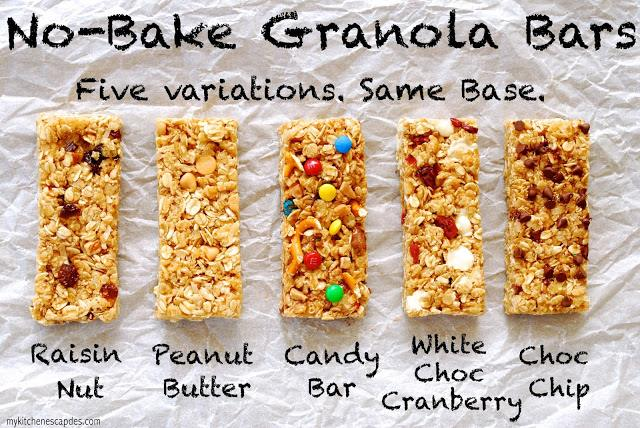 No-Bake Granola Bars
Five variations. Same Base.
Raisin
Nut
Peanut
Butter
Candy
Bar
White
Choc
Cranberry
Choc
Chip
mykitchenescapdes.com